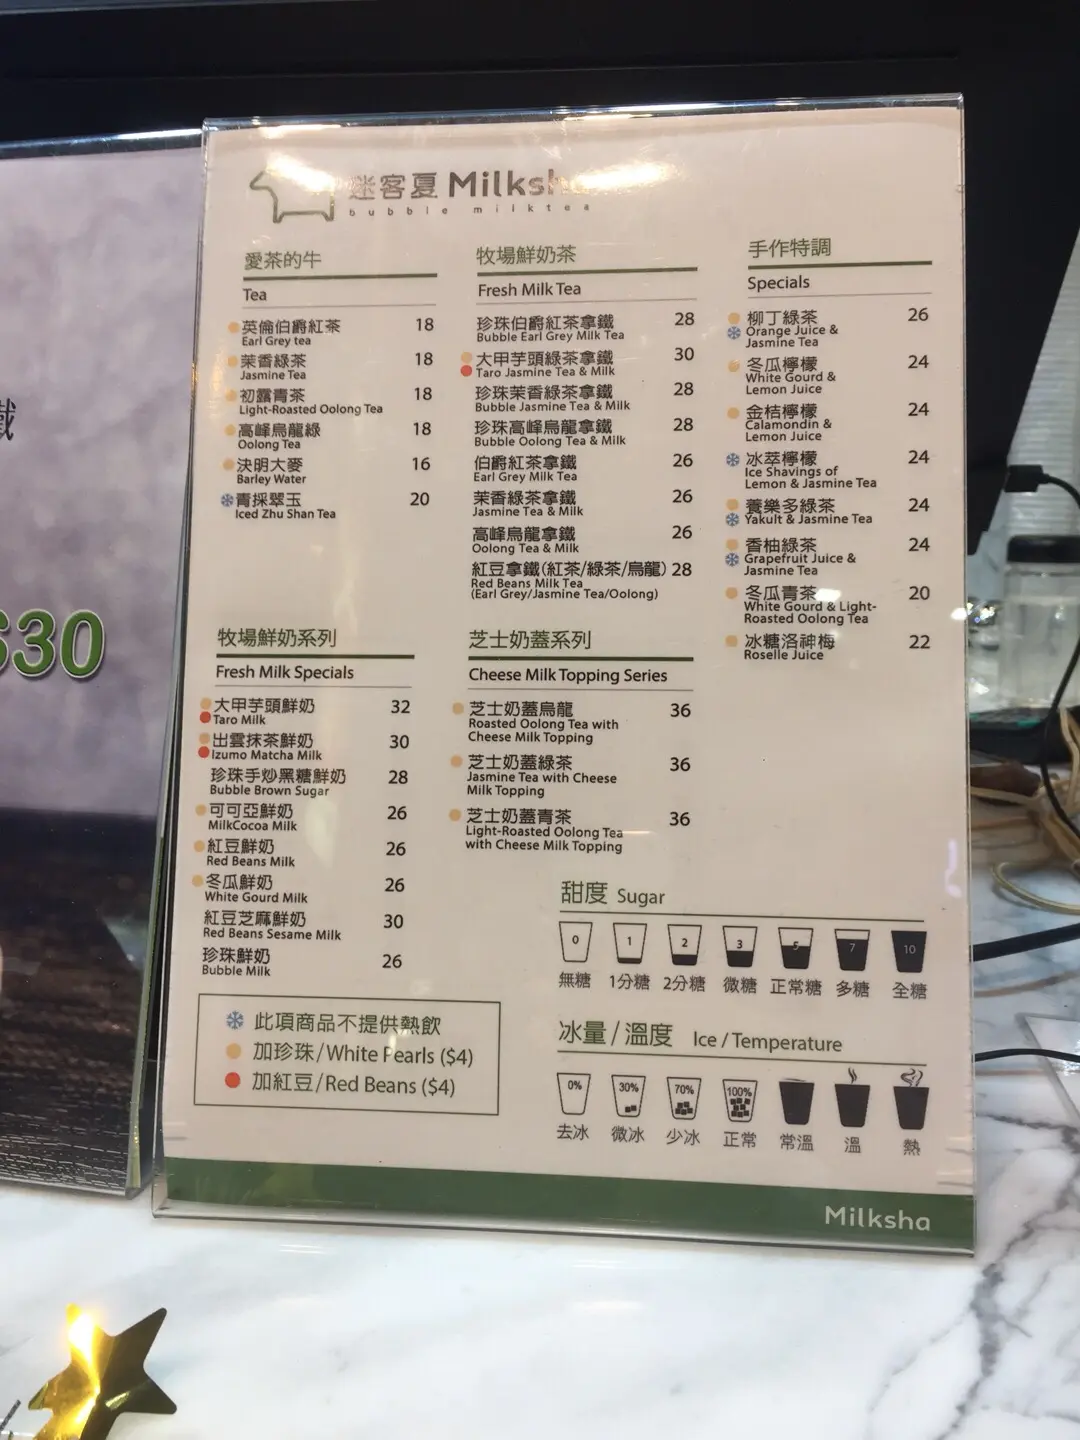 鐵
$30
迷客夏 Milksha
bubble milktea
愛茶的牛
Tea
英倫伯爵紅茶 18
Earl Grey tea
茉香綠茶 18
Jasmine Tea
初露青茶 18
Light-Roasted Oolong Tea
高峰烏龍綠 18
Oolong Tea
決明大麥 16
Barley Water
青採翠玉 20
Iced Zhu Shan Tea
牧場鮮奶茶
Fresh Milk Tea
珍珠伯爵紅茶拿鐵 28
Bubble Earl Grey Milk Tea
大甲芋頭綠茶拿鐵 30
Taro Jasmine Tea & Milk
珍珠茉香綠茶拿鐵 28
Bubble Jasmine Tea & Milk
珍珠高峰烏龍拿鐵 28
Bubble Oolong Tea & Milk
伯爵紅茶拿鐵 26
Earl Grey Milk Tea
茉香綠茶拿鐵 26
Jasmine Tea & Milk
高峰烏龍拿鐵 26
Oolong Tea & Milk
紅豆拿鐵(紅茶/綠茶/烏龍) 28
Red Beans Milk Tea
(Earl Grey/Jasmine Tea/Oolong)
手作特調
Specials
柳丁綠茶 26
Orange Juice &
Jasmine Tea
冬瓜檸檬 24
White Gourd &
Lemon Juice
金桔檸檬 24
Calamondin &
Lemon Juice
冰萃檸檬 24
Ice Shavings of
Lemon & Jasmine Tea
養樂多綠茶 24
Yakult & Jasmine Tea
香柚綠茶 24
Grapefruit Juice &
Jasmine Tea
冬瓜青茶 20
White Gourd & Light-
Roasted Oolong Tea
冰糖洛神梅 22
Roselle Juice
牧場鮮奶系列
Fresh Milk Specials
大甲芋頭鮮奶 32
Taro Milk
出雲抹茶鮮奶 30
Izumo Matcha Milk
珍珠手炒黑糖鮮奶 28
Bubble Brown Sugar
可可亞鮮奶 26
MilkCocoa Milk
紅豆鮮奶 26
Red Beans Milk
冬瓜鮮奶 26
White Gourd Milk
紅豆芝麻鮮奶 30
Red Beans Sesame Milk
珍珠鮮奶 26
Bubble Milk
芝士奶蓋系列
Cheese Milk Topping Series
芝士奶蓋烏龍 36
Roasted Oolong Tea with
Cheese Milk Topping
芝士奶蓋綠茶 36
Jasmine Tea with Cheese
Milk Topping
芝士奶蓋青茶 36
Light-Roasted Oolong Tea
with Cheese Milk Topping
此項商品不提供熱飲
加珍珠/White Pearls ($4)
加紅豆/Red Beans ($4)
甜度 Sugar
0 1 2 3 5 7 10
無糖 1分糖 2分糖 微糖 正常糖 多糖 全糖
冰量/溫度 Ice / Temperature
0% 30% 70% 100%
去冰 微冰 少冰 正常 常溫 溫 熱
Milksha